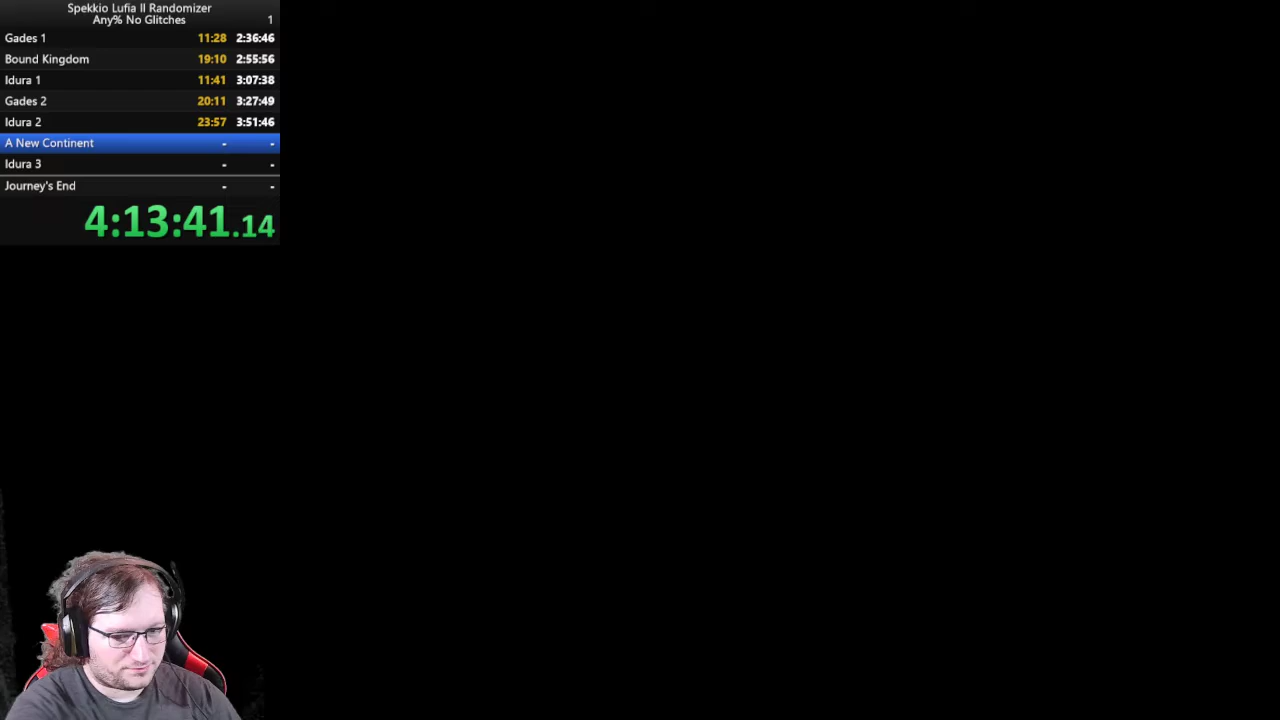 Spekkio Lufia II Randomizer
Any% No Glitches 1
Gades 1 11:28 2:36:46
Bound Kingdom 19:10 2:55:56
Idura 1 11:41 3:07:38
Gades 2 20:11 3:27:49
Idura 2 23:57 3:51:46
A New Continent - -
Idura 3 - -
Journey's End - -
4:13:41.14